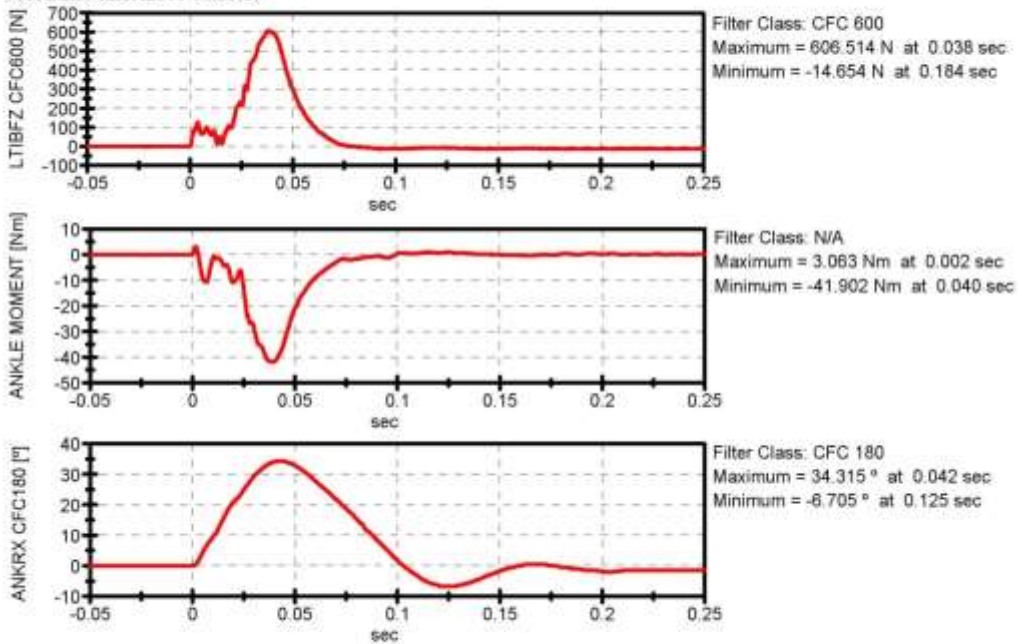 LTIBFZ CFC600 [N]
700
600
500
400
300
200
100
0
-100
-0.05 0 0.05 0.1 0.15 0.2 0.25
sec
Filter Class: CFC 600
Maximum = 606.514 N at 0.038 sec
Minimum = -14.654 N at 0.184 sec
ANKLE MOMENT [Nm]
10
0
-10
-20
-30
-40
-50
-0.05 0 0.05 0.1 0.15 0.2 0.25
sec
Filter Class: N/A
Maximum = 3.063 Nm at 0.002 sec
Minimum = -41.902 Nm at 0.040 sec
ANKRX CFC180 [º]
40
30
20
10
0
-10
-0.05 0 0.05 0.1 0.15 0.2 0.25
sec
Filter Class: CFC 180
Maximum = 34.315 º at 0.042 sec
Minimum = -6.705 º at 0.125 sec